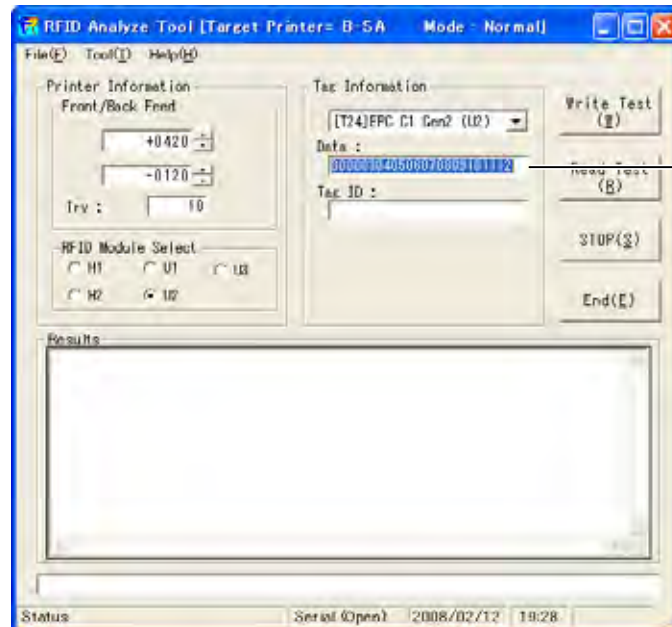 RFID Analyze Tool [Target Printer= B-SA Mode - Normal]
File(F) Tool(T) Help(H)
Printer Information
Front/Back Feed
+0420
-0120
Try : 10
RFID Module Select
H1 U1 U3
H2 U2
Tag Information
[T24]EPC C1 Gen2 (U2)
Data :
Tag ID :
Write Test
(W)
Read Test
(R)
STOP(S)
End(E)
Results
Status Serial (Open) 2008/02/12 19:28